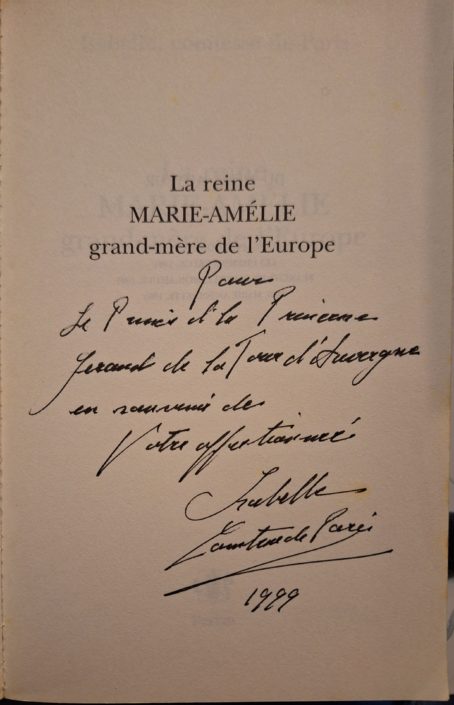 La reine
MARIE-AMÉLIE
grand-mère de l'Europe
Pour
Le Prince et la Princesse
de La Tour d'Auvergne
en souvenir de
Votre affectionnée
Isabelle
Comtesse de Paris
1999